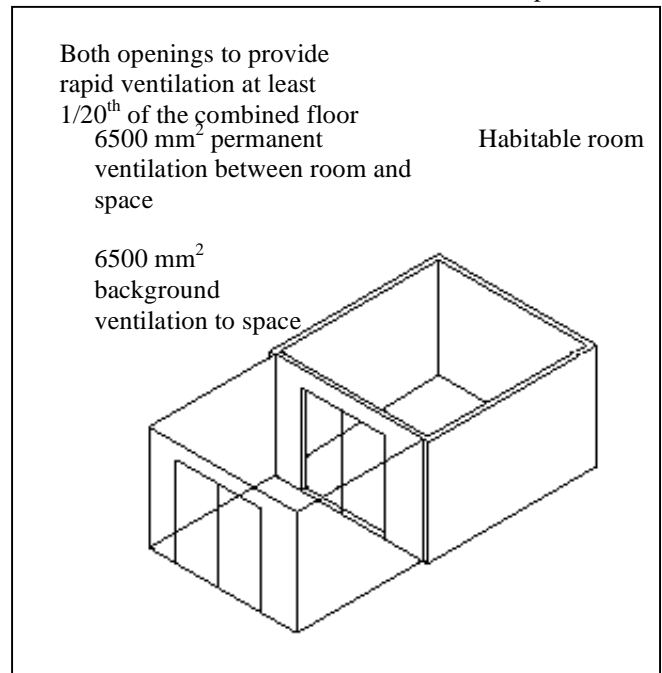 Both openings to provide
rapid ventilation at least
1/20th of the combined floor
6500 mm2 permanent
ventilation between room and
space
Habitable room
6500 mm2
background
ventilation to space